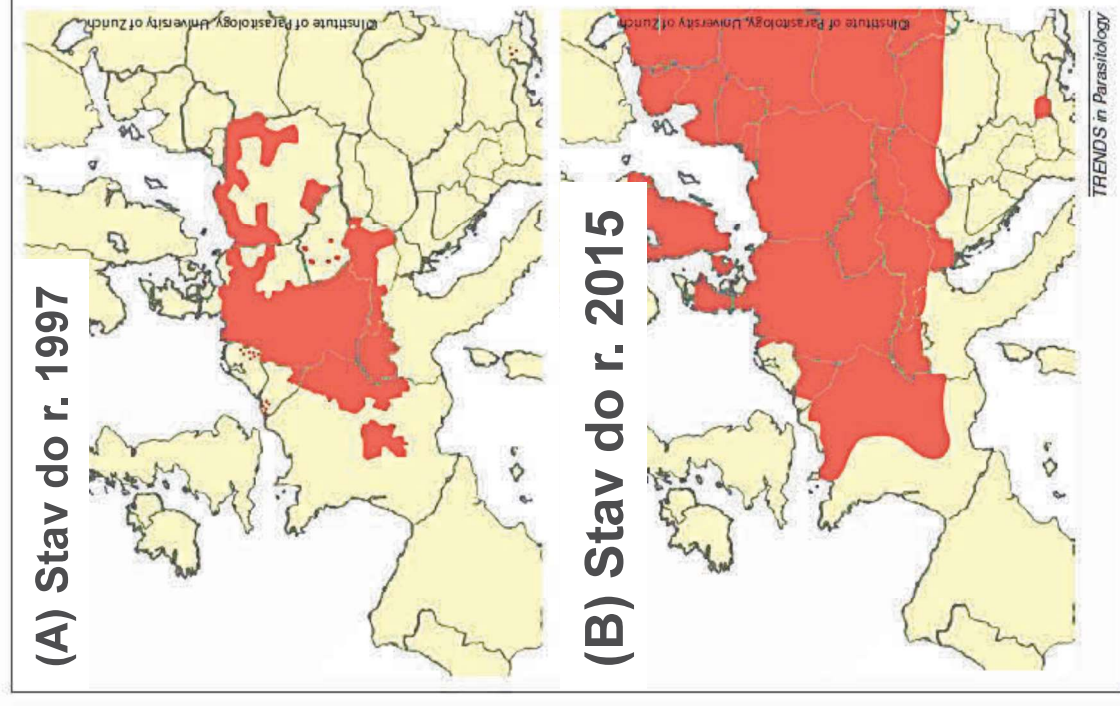 (A) Stav do r. 1997
©Institute of Parasitology, University of Zurich
(B) Stav do r. 2015
©Institute of Parasitology, University of Zurich
TRENDS in Parasitology